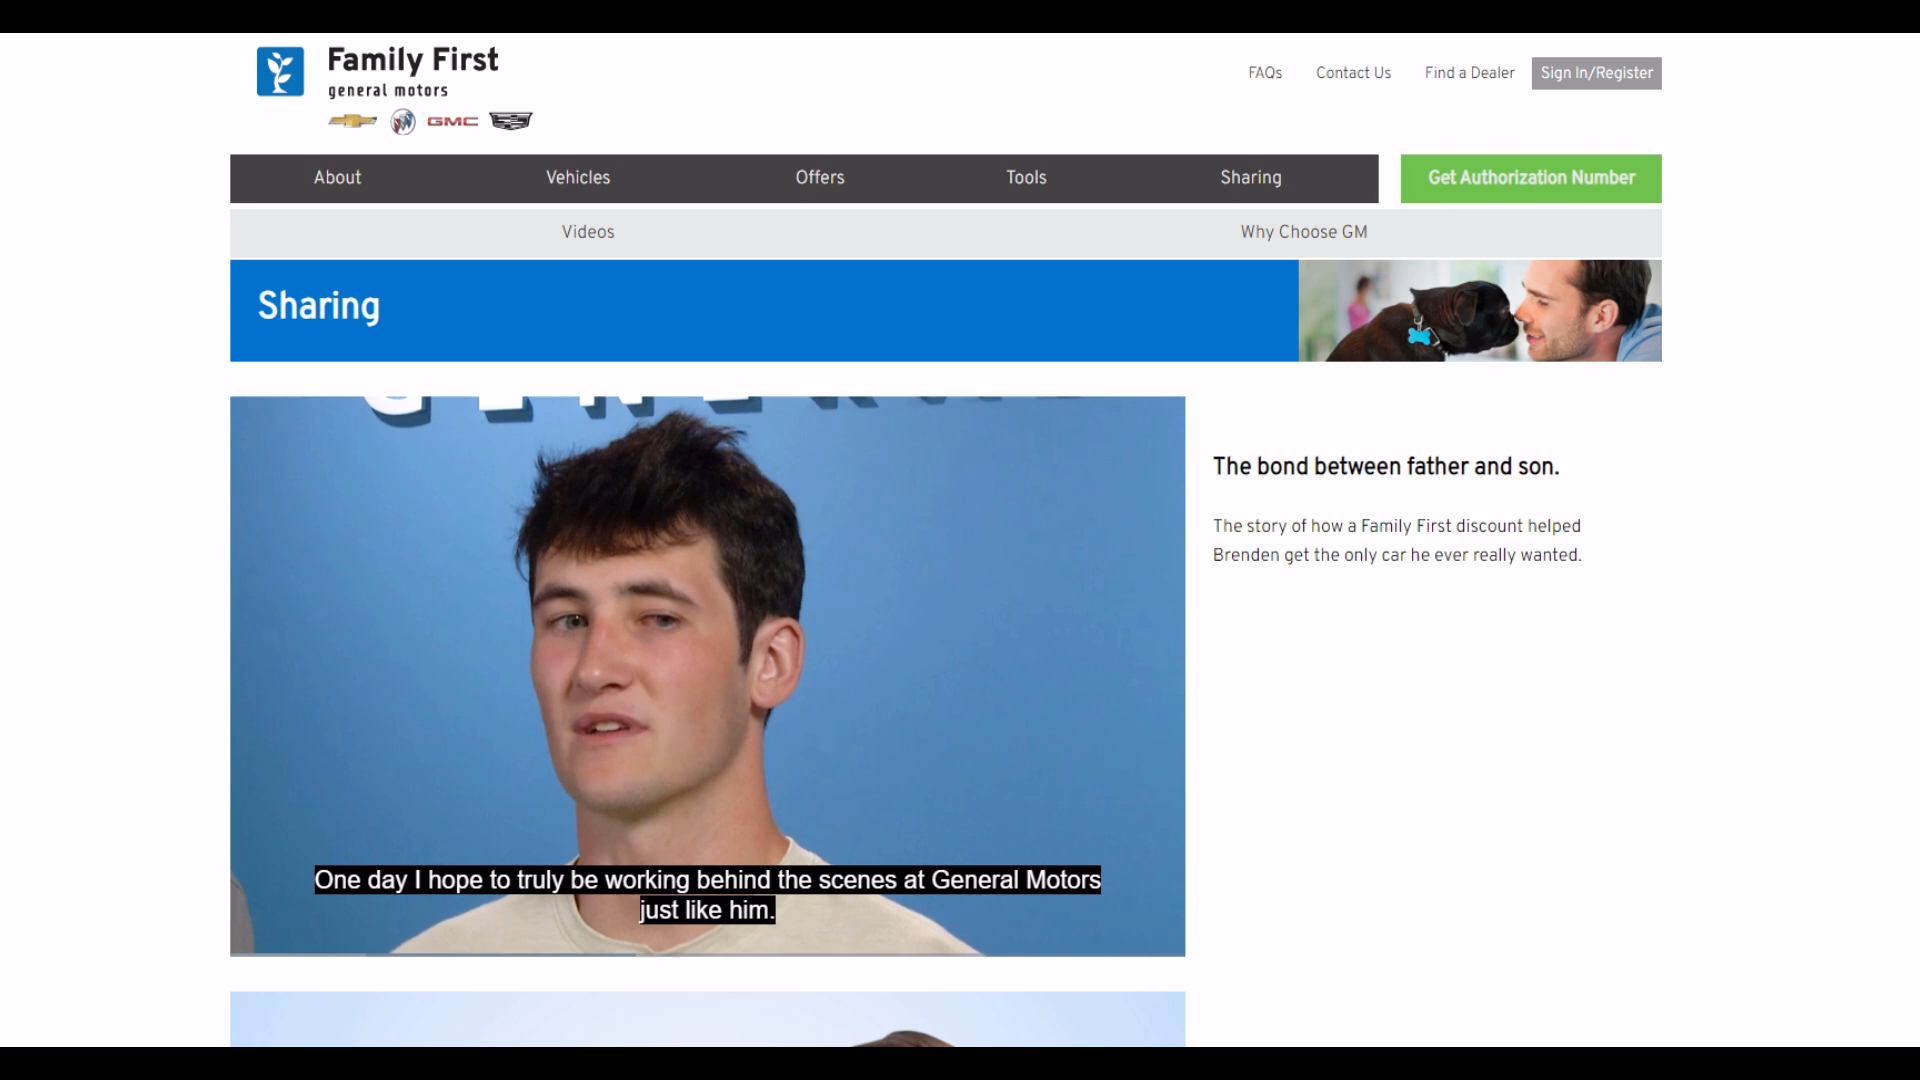 Family First
general motors
GMC
FAQs
Contact Us
Find a Dealer
Sign In/Register
About
Vehicles
Offers
Tools
Sharing
Get Authorization Number
Videos
Why Choose GM
Sharing
The bond between father and son.
The story of how a Family First discount helped
Brenden get the only car he ever really wanted.
One day I hope to truly be working behind the scenes at General Motors
just like him.